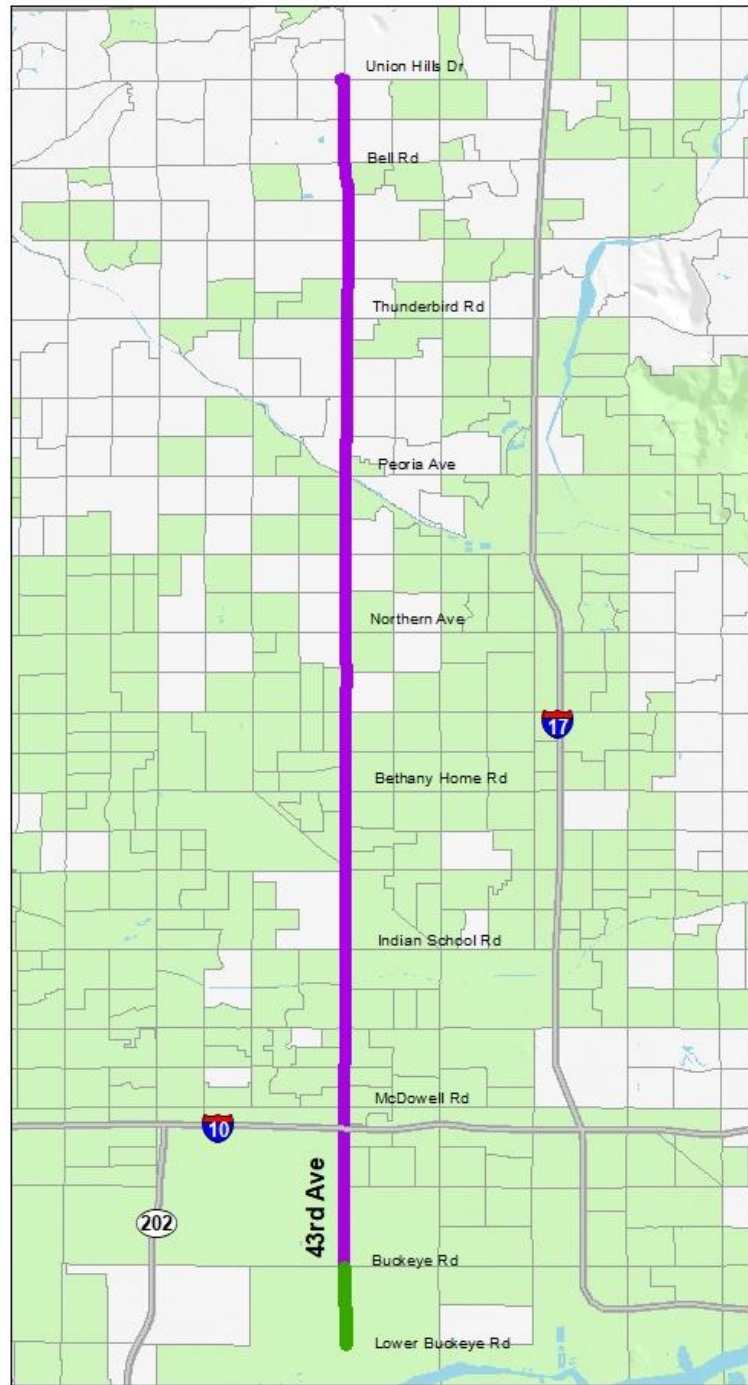 Union Hills Dr
Bell Rd
Thunderbird Rd
Peoria Ave
Northern Ave
17
Bethany Home Rd
Indian School Rd
McDowell Rd
10
43rd Ave
202
Buckeye Rd
Lower Buckeye Rd